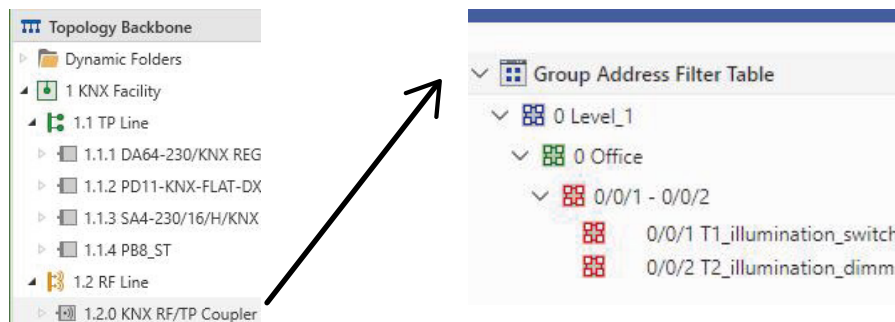 Topology Backbone
Dynamic Folders
1 KNX Facility
1.1 TP Line
1.1.1 DA64-230/KNX REG
1.1.2 PD11-KNX-FLAT-DX
1.1.3 SA4-230/16/H/KNX
1.1.4 PB8_ST
1.2 RF Line
1.2.0 KNX RF/TP Coupler
Group Address Filter Table
0 Level_1
0 Office
0/0/1 - 0/0/2
0/0/1 T1_illumination_switch
0/0/2 T2_illumination_dimm